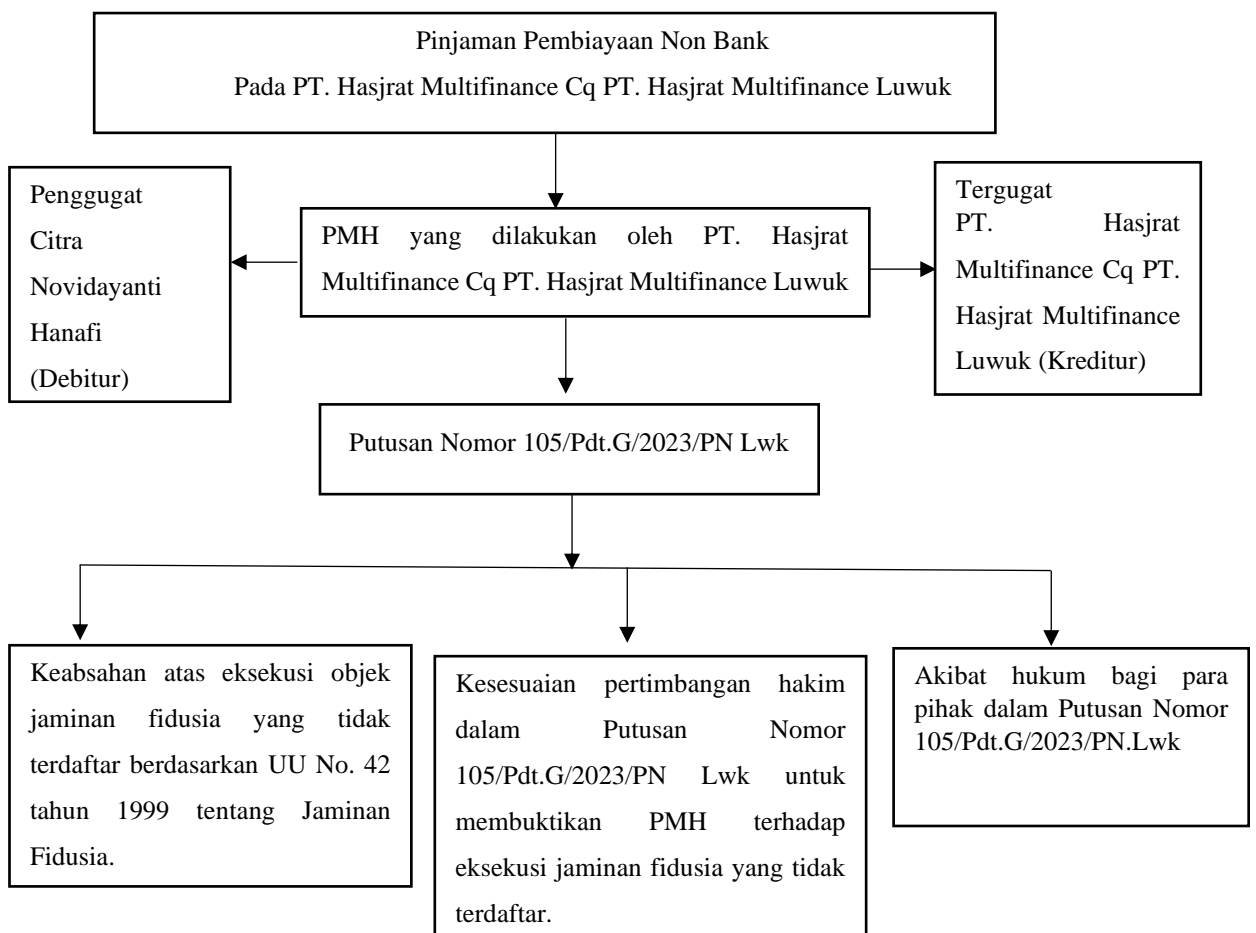 Pinjaman Pembiayaan Non Bank
Pada PT. Hasjrat Multifinance Cq PT. Hasjrat Multifinance Luwuk
Penggugat
Citra
Novidayanti
Hanafi
(Debitur)
PMH yang dilakukan oleh PT. Hasjrat
Multifinance Cq PT. Hasjrat Multifinance Luwuk
Tergugat
PT. Hasjrat
Multifinance Cq PT.
Hasjrat Multifinance
Luwuk (Kreditur)
Putusan Nomor 105/Pdt.G/2023/PN Lwk
Keabsahan atas eksekusi objek
jaminan fidusia yang tidak
terdaftar berdasarkan UU No. 42
tahun 1999 tentang Jaminan
Fidusia.
Kesesuaian pertimbangan hakim
dalam Putusan Nomor
105/Pdt.G/2023/PN Lwk untuk
membuktikan PMH terhadap
eksekusi jaminan fidusia yang tidak
terdaftar.
Akibat hukum bagi para
pihak dalam Putusan Nomor
105/Pdt.G/2023/PN.Lwk